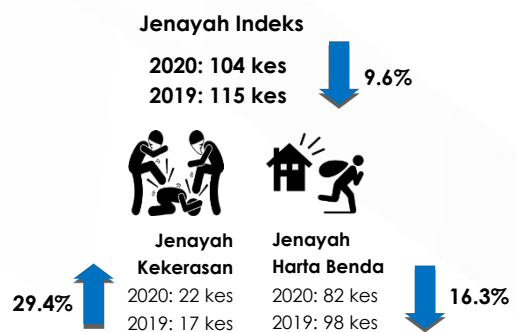 Jenayah Indeks
2020: 104 kes
2019: 115 kes
9.6%
Jenayah
Kekerasan
2020: 22 kes
2019: 17 kes
29.4%
Jenayah
Harta Benda
2020: 82 kes
2019: 98 kes
16.3%